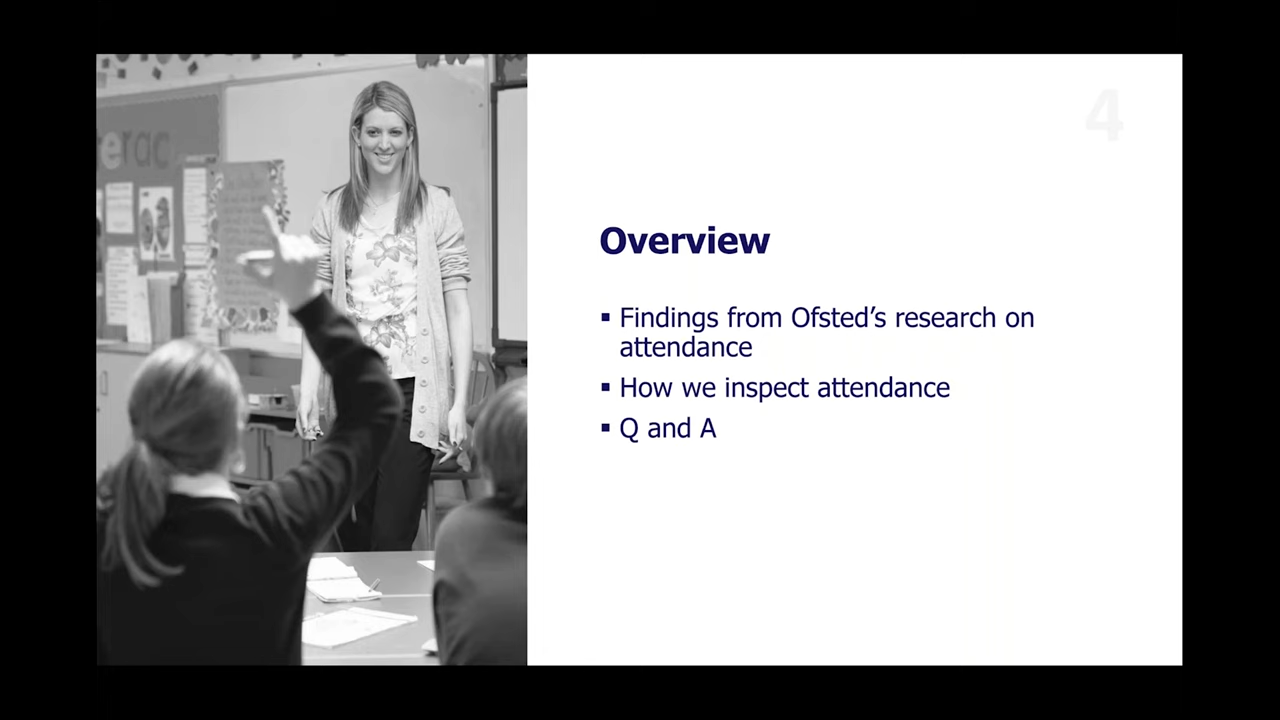 4
Overview
▪ Findings from Ofsted’s research on
attendance
▪ How we inspect attendance
▪ Q and A